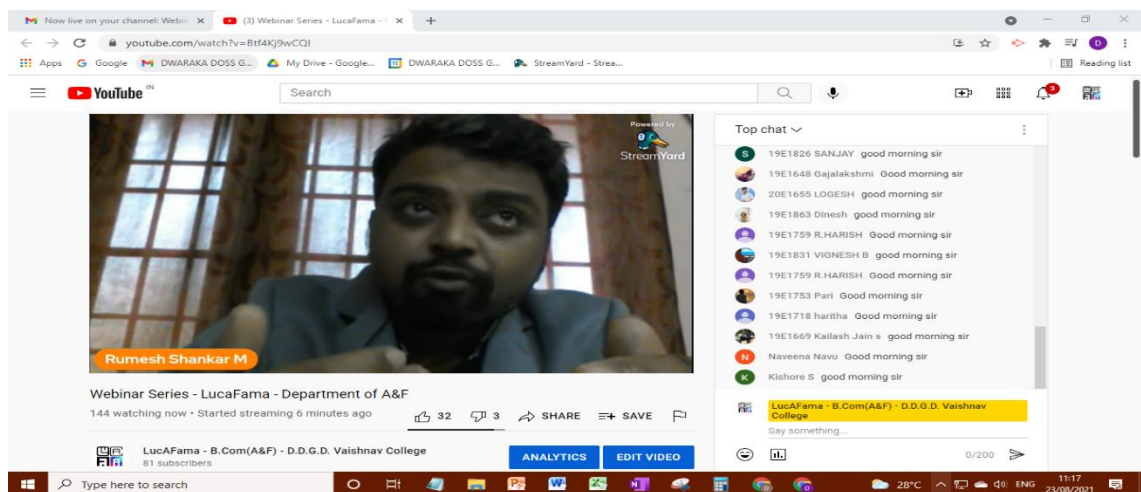 Now live on your channel: Webin
(3) Webinar Series - LucaFama -
youtube.com/watch?v=Btf4Kj9wCQI
Apps
Google
DWARAKA DOSS G...
My Drive - Google...
DWARAKA DOSS G...
StreamYard - Strea...
Reading list
YouTube IN
Search
3
Powered by
StreamYard
Rumesh Shankar M
Webinar Series - LucaFama - Department of A&F
144 watching now • Started streaming 6 minutes ago
32
3
SHARE
SAVE
LucAFama - B.Com(A&F) - D.D.G.D. Vaishnav College
81 subscribers
ANALYTICS
EDIT VIDEO
Top chat
S 19E1826 SANJAY good morning sir
19E1648 Gajalakshmi Good morning sir
20E1655 LOGESH good morning sir
19E1863 Dinesh good morning sir
19E1759 R.HARISH Good morning sir
19E1831 VIGNESH B good morning sir
19E1759 R.HARISH Good morning sir
19E1753 Pari Good morning sir
19E1718 haritha Good morning sir
19E1669 Kailash Jain s good morning sir
N Naveena Navu Good morning sir
K Kishore S good morning sir
LucAFama - B.Com(A&F) - D.D.G.D. Vaishnav
College
Say something...
0/200
Type here to search
28°C
ENG
11:17
23/08/2021